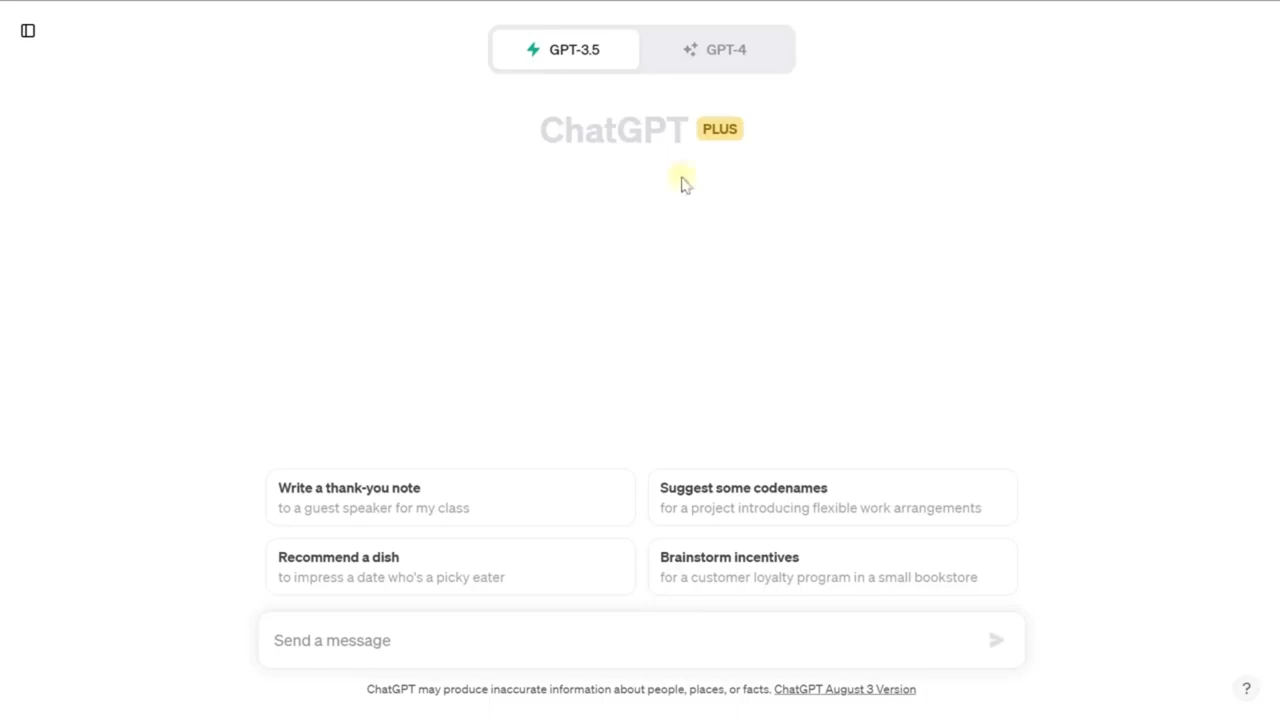 GPT-3.5
GPT-4
ChatGPT PLUS
Write a thank-you note
to a guest speaker for my class
Suggest some codenames
for a project introducing flexible work arrangements
Recommend a dish
to impress a date who's a picky eater
Brainstorm incentives
for a customer loyalty program in a small bookstore
Send a message
ChatGPT may produce inaccurate information about people, places, or facts. ChatGPT August 3 Version
?